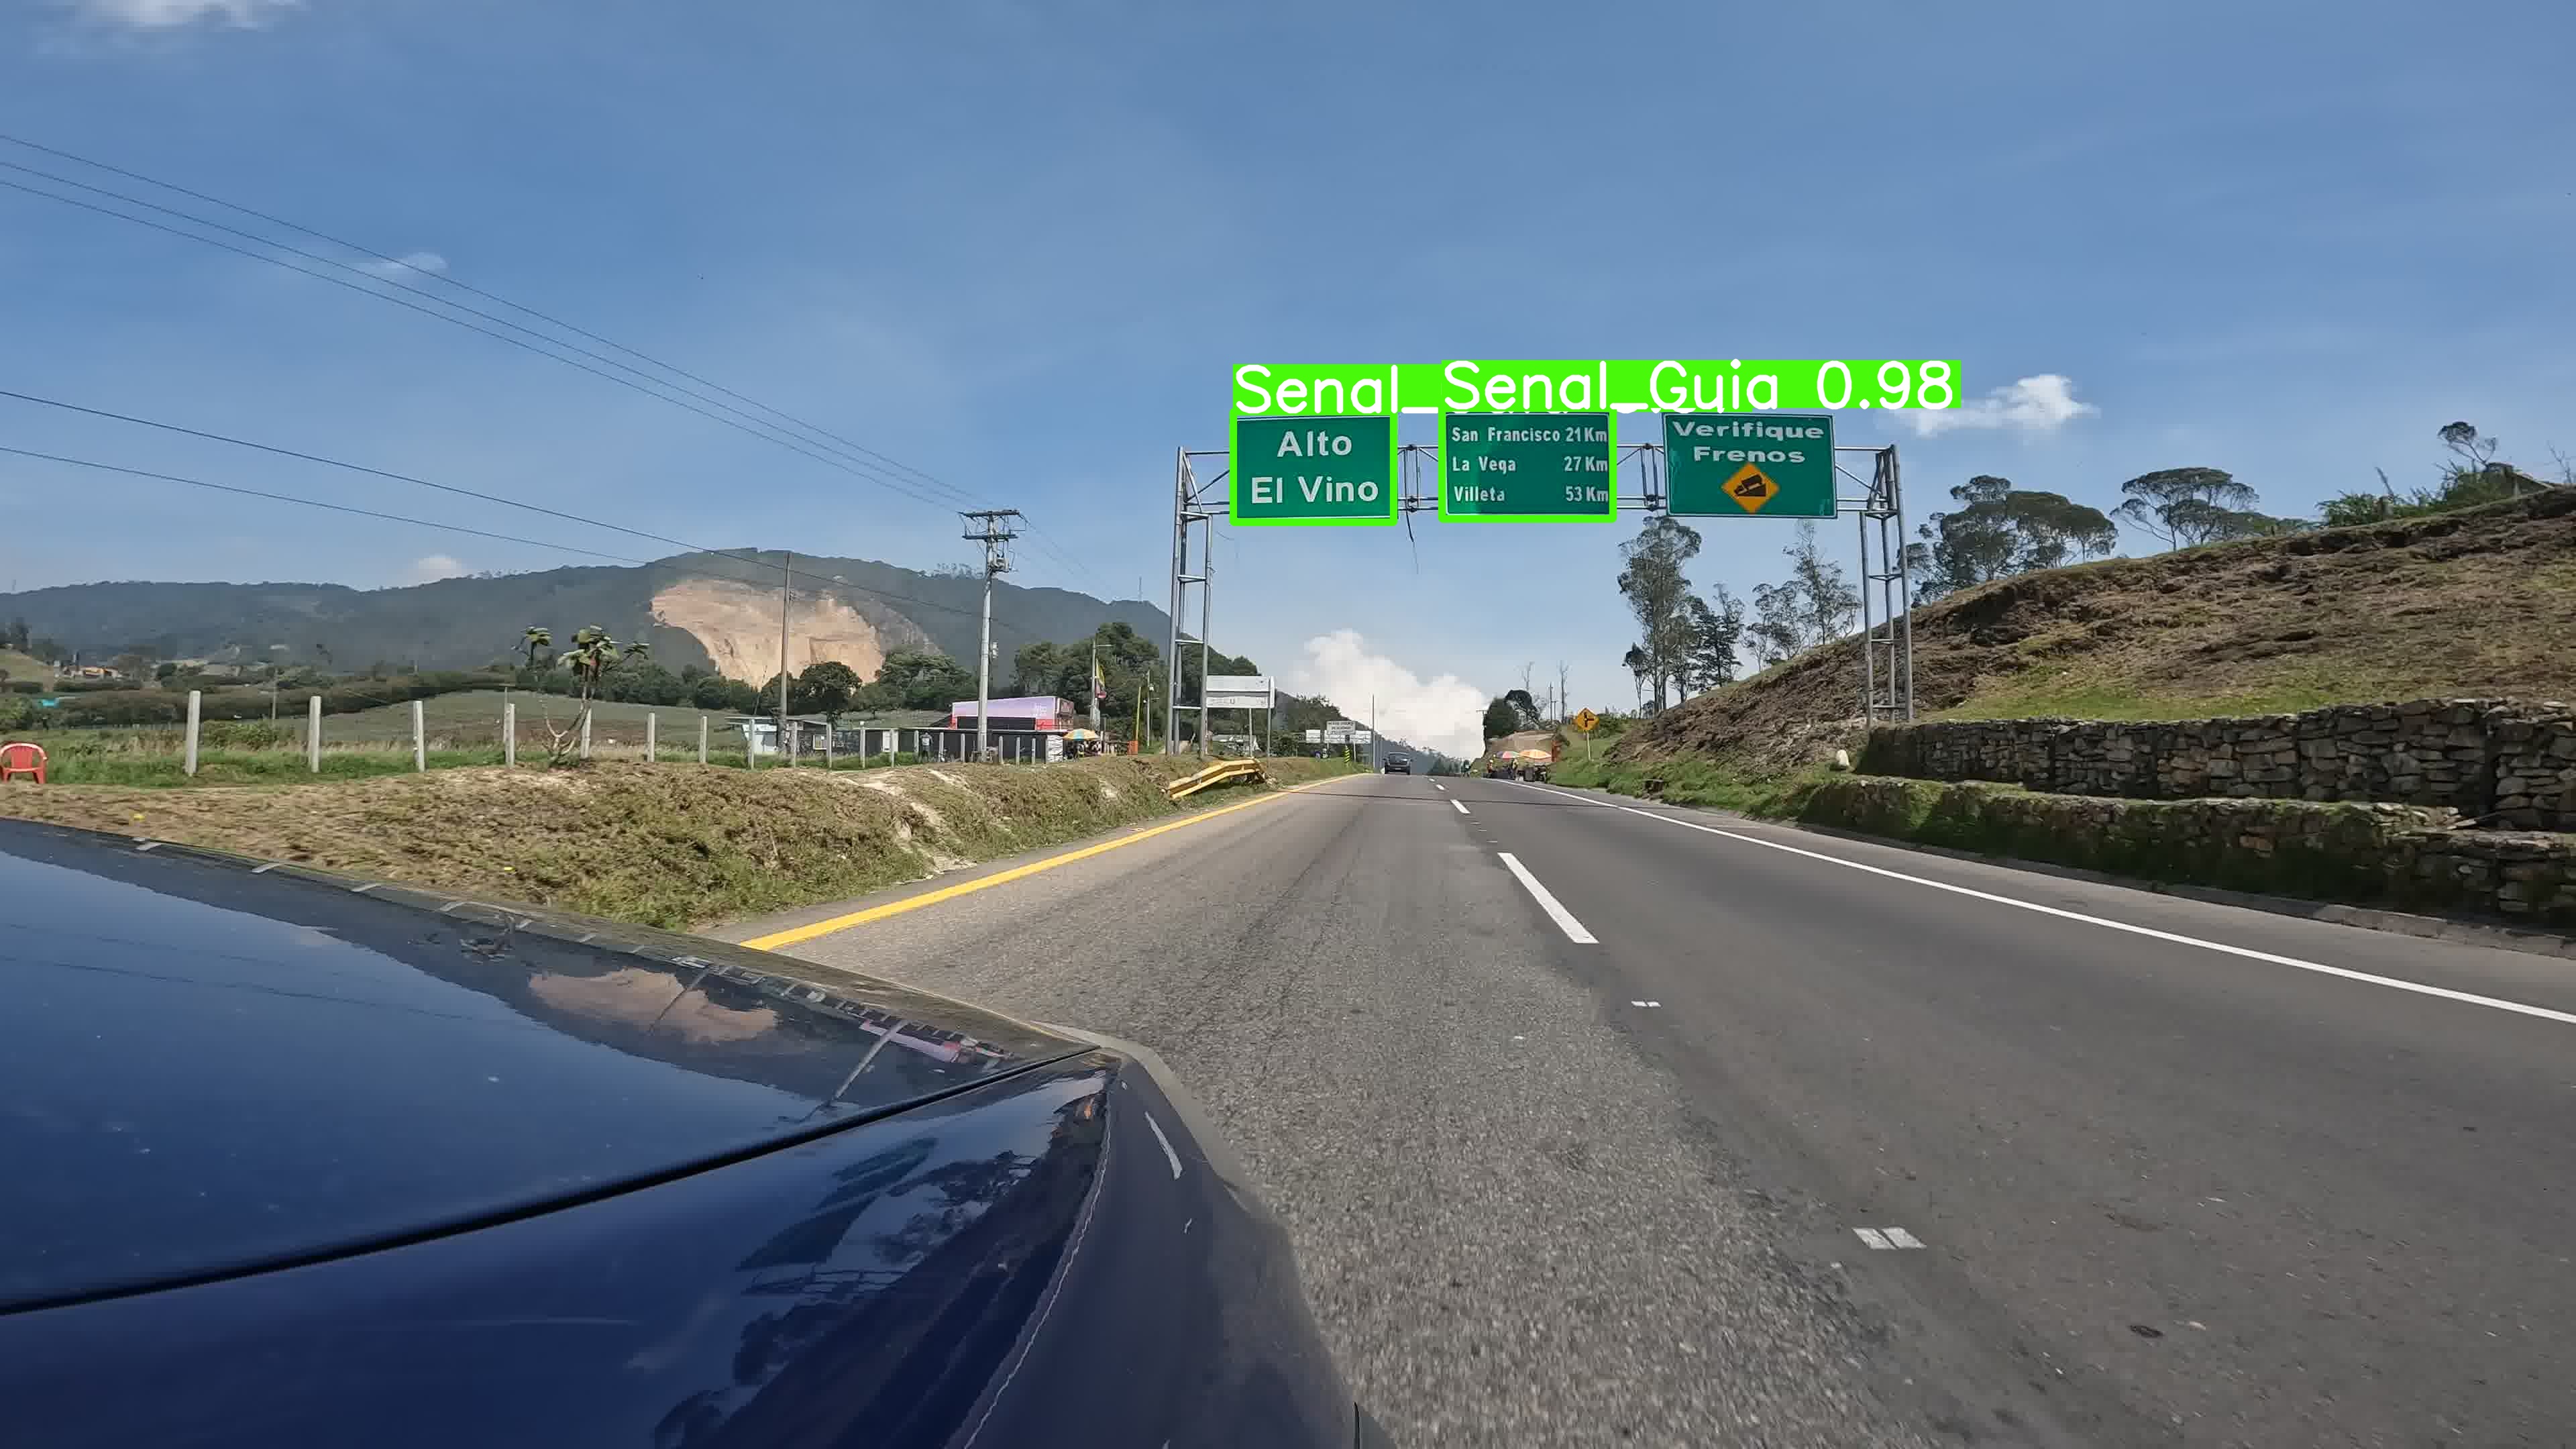 Senal_Senal_Guia 0.98
Alto
El Vino
San Francisco 21 Km
La Vega 27 Km
Villeta 53 Km
Verifique
Frenos